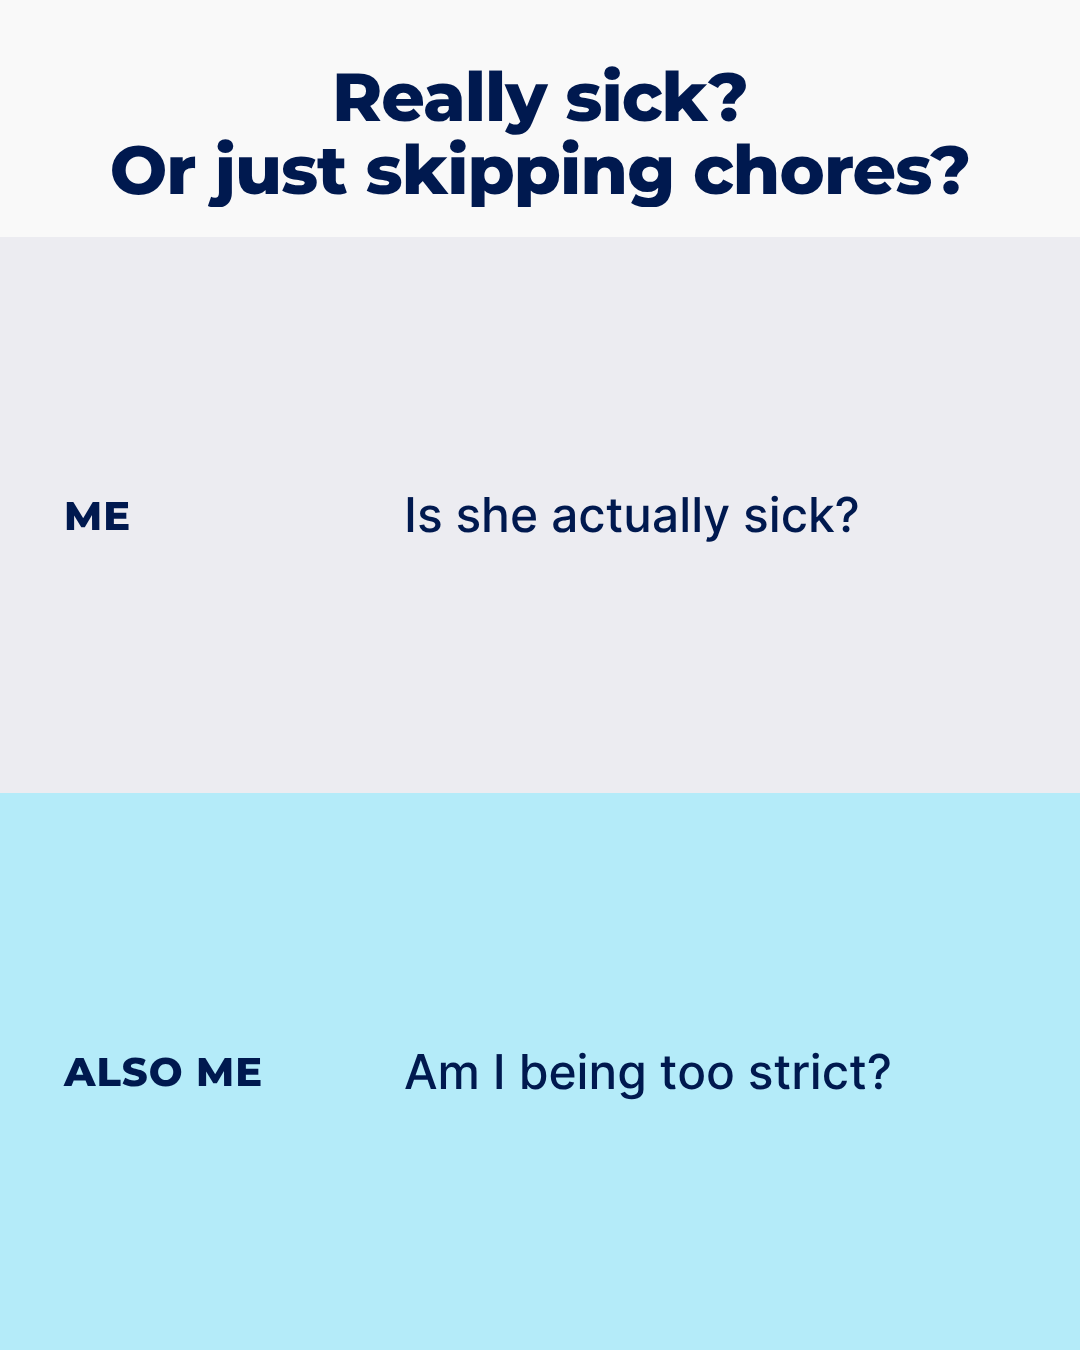 Really sick?
Or just skipping chores?
ME
Is she actually sick?
ALSO ME
Am I being too strict?